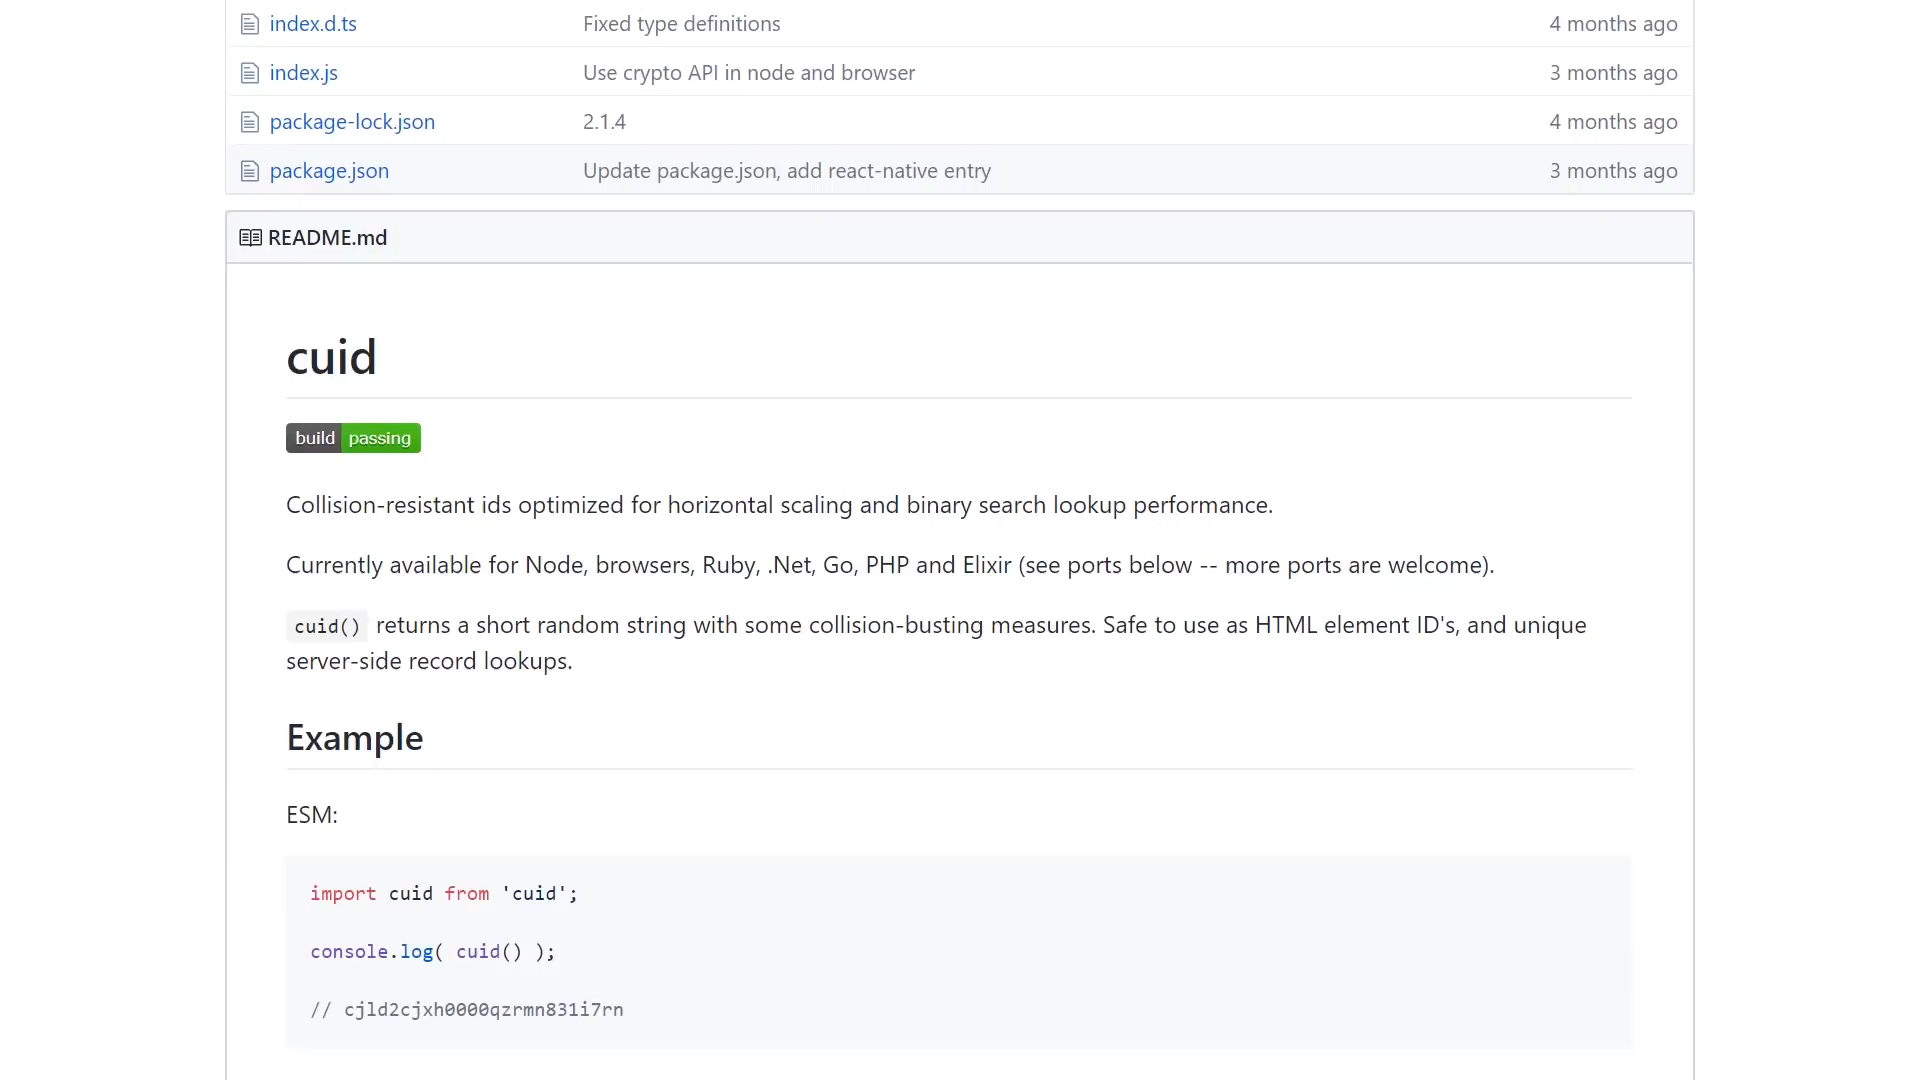 index.d.ts Fixed type definitions 4 months ago
index.js Use crypto API in node and browser 3 months ago
package-lock.json 2.1.4 4 months ago
package.json Update package.json, add react-native entry 3 months ago
README.md
cuid
build passing
Collision-resistant ids optimized for horizontal scaling and binary search lookup performance.
Currently available for Node, browsers, Ruby, .Net, Go, PHP and Elixir (see ports below -- more ports are welcome).
cuid() returns a short random string with some collision-busting measures. Safe to use as HTML element ID's, and unique
server-side record lookups.
Example
ESM:
import cuid from 'cuid';
console.log( cuid() );
// cjld2cjxh0000qzrmn831i7rn